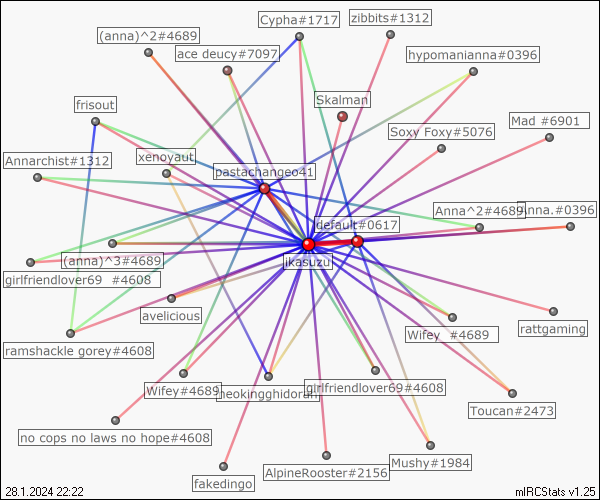 Cypha#1717
zibbits#1312
(anna)^2#4689
ace deucy#7097
hypomanianna#0396
Skalman
frisout
Mad #6901
Soxy Foxy#5076
Annarchist#1312
xenoyaut
pastachangeo41
Anna^2#4689
nna.#0396
default#0617
(anna)^3#4689
ikasuzu
girlfriendlover69 #4608
avelicious
rattgaming
Wifey #4689
ramshackle gorey#4608
Wifey#4689
neokingghidorah
girlfriendlover69#4608
Toucan#2473
no cops no laws no hope#4608
Mushy#1984
fakedingo
AlpineRooster#2156
28.1.2024 22:22
mIRCStats v1.25